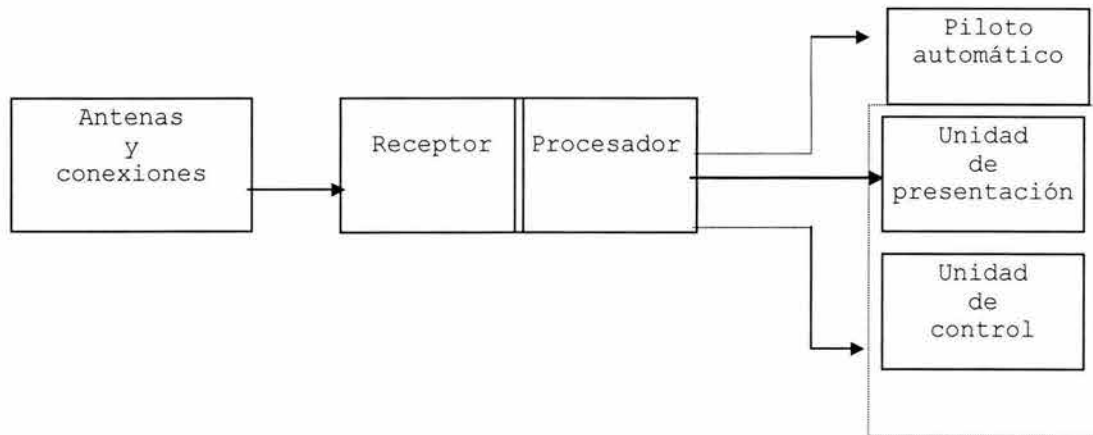 Piloto
automático
Antenas
y
conexiones
Receptor
Procesador
Unidad
de
presentación
Unidad
de
control